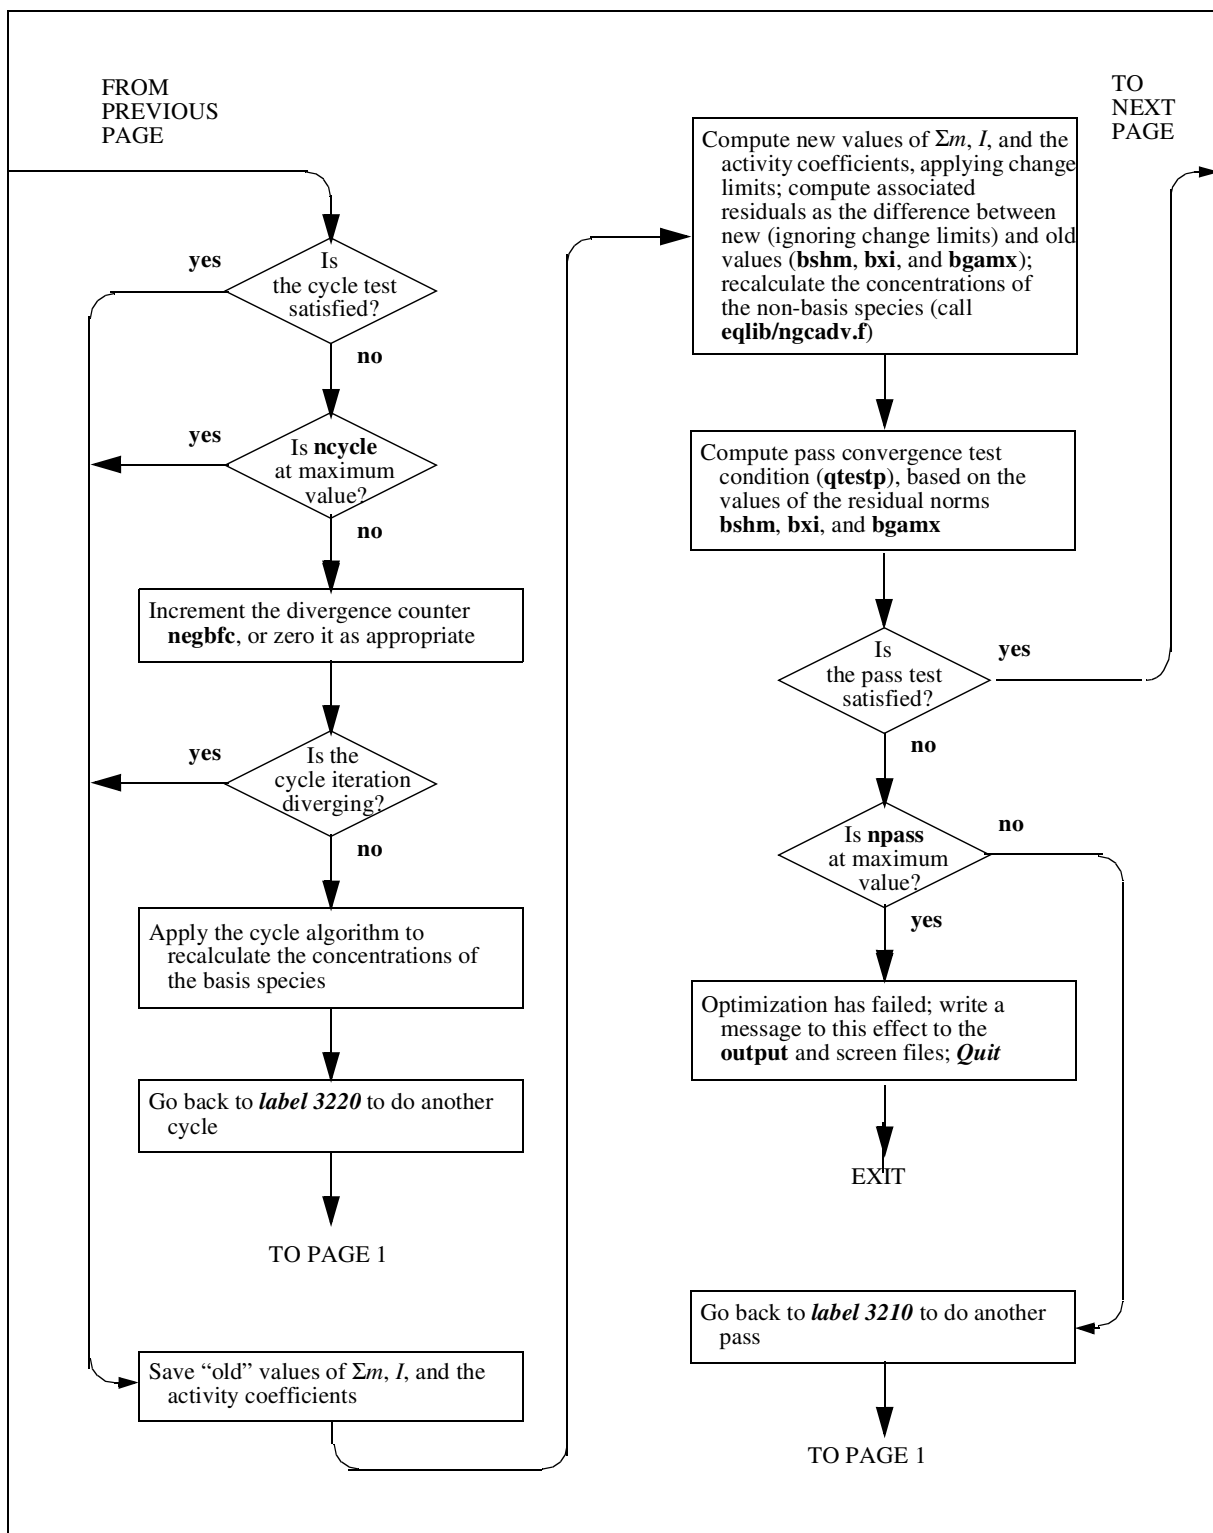 FROM
PREVIOUS
PAGE
yes
Is
the cycle test
satisfied?
no
yes
Is ncycle
at maximum
value?
no
Increment the divergence counter
negbfc, or zero it as appropriate
yes
Is the
cycle iteration
diverging?
no
Apply the cycle algorithm to
recalculate the concentrations of
the basis species
Go back to label 3220 to do another
cycle
TO PAGE 1
Save “old” values of Σm, I, and the
activity coefficients
TO
NEXT
PAGE
Compute new values of Σm, I, and the
activity coefficients, applying change
limits; compute associated
residuals as the difference between
new (ignoring change limits) and old
values (bshm, bxi, and bgamx);
recalculate the concentrations of
the non-basis species (call
eqlib/ngcadv.f)
Compute pass convergence test
condition (qtestp), based on the
values of the residual norms
bshm, bxi, and bgamx
Is
the pass test
satisfied?
yes
no
Is npass
at maximum
value?
no
yes
Optimization has failed; write a
message to this effect to the
output and screen files; Quit
EXIT
Go back to label 3210 to do another
pass
TO PAGE 1